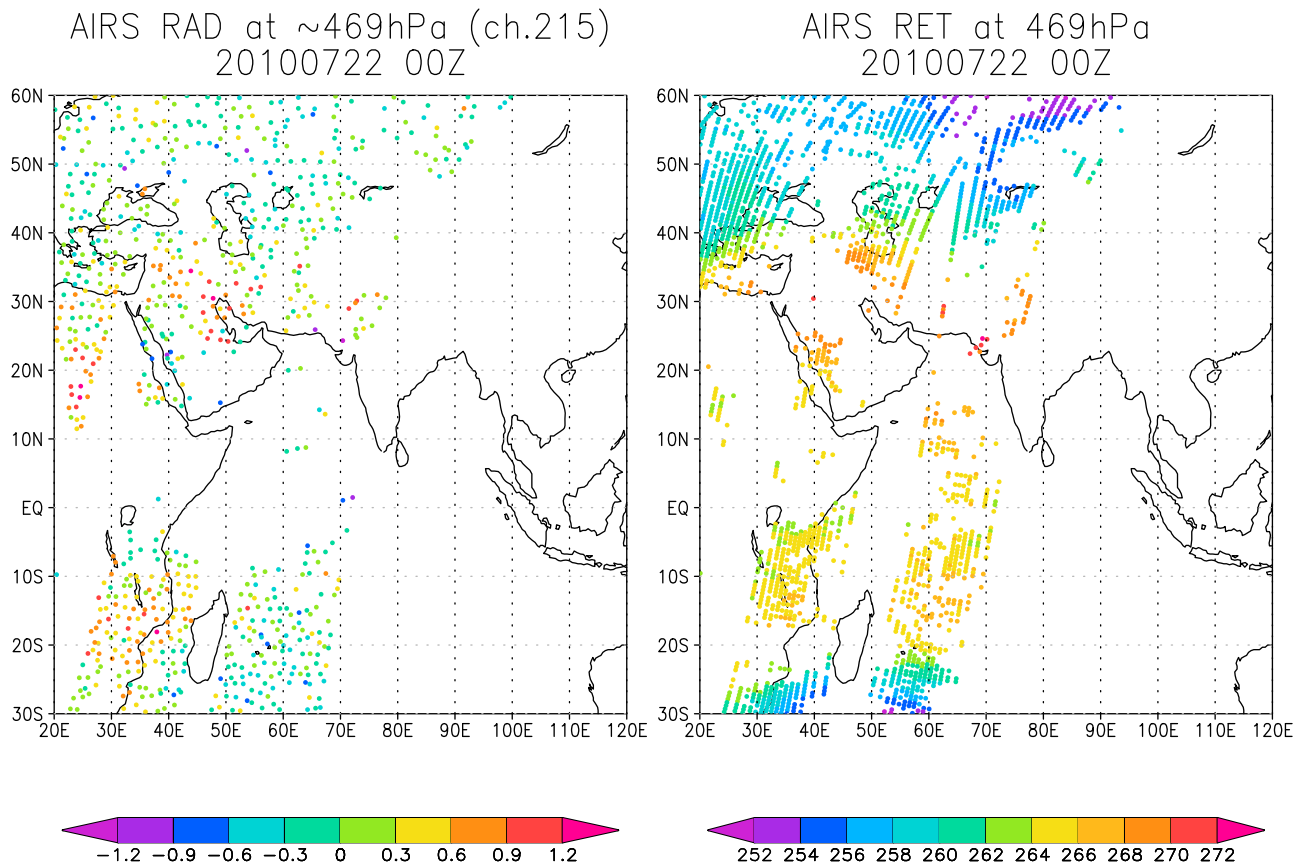 AIRS RAD at ~469hPa (ch.215)
20100722 00Z
60N
50N
40N
30N
20N
10N
EQ
10S
20S
30S
20E 30E 40E 50E 60E 70E 80E 90E 100E 110E 120E
-1.2 -0.9 -0.6 -0.3 0 0.3 0.6 0.9 1.2
AIRS RET at 469hPa
20100722 00Z
60N
50N
40N
30N
20N
10N
EQ
10S
20S
30S
20E 30E 40E 50E 60E 70E 80E 90E 100E 110E 120E
252 254 256 258 260 262 264 266 268 270 272